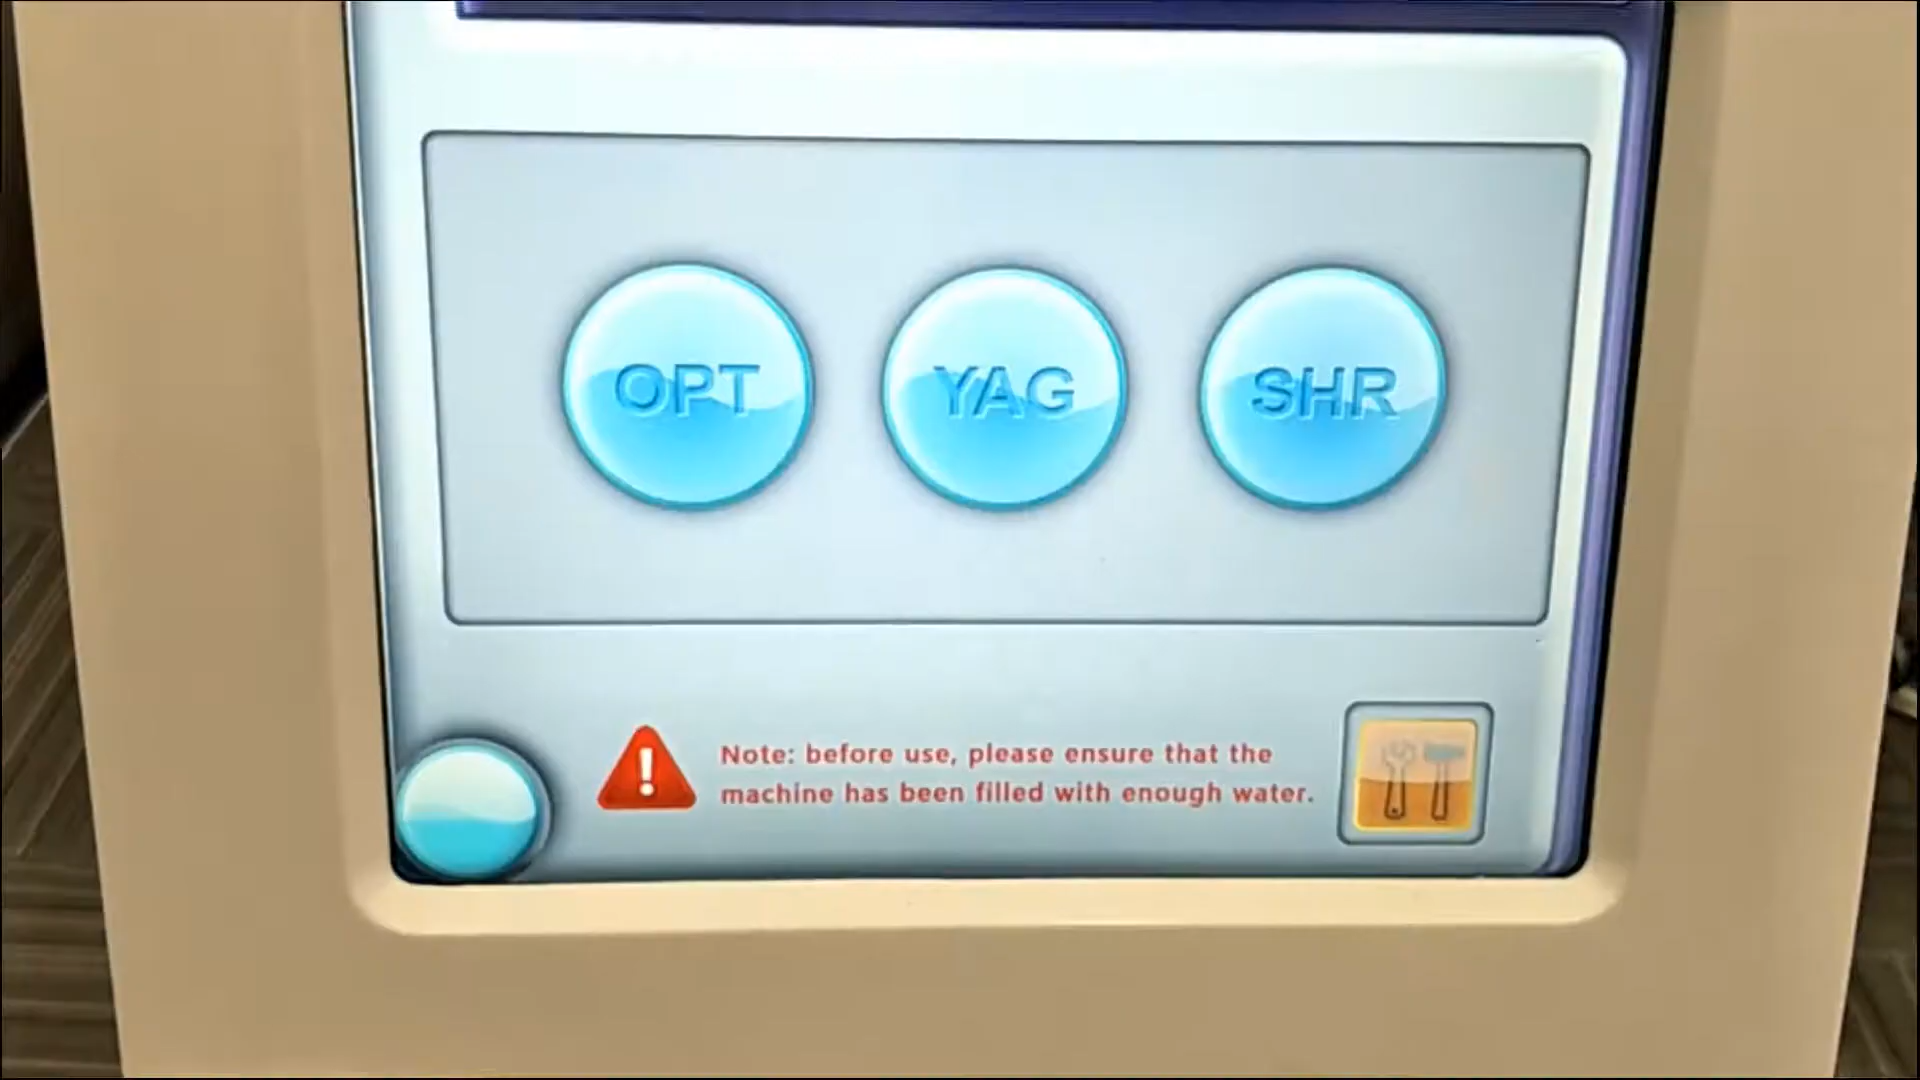 OPT
YAG
SHR
Note: before use, please ensure that the
machine has been filled with enough water.